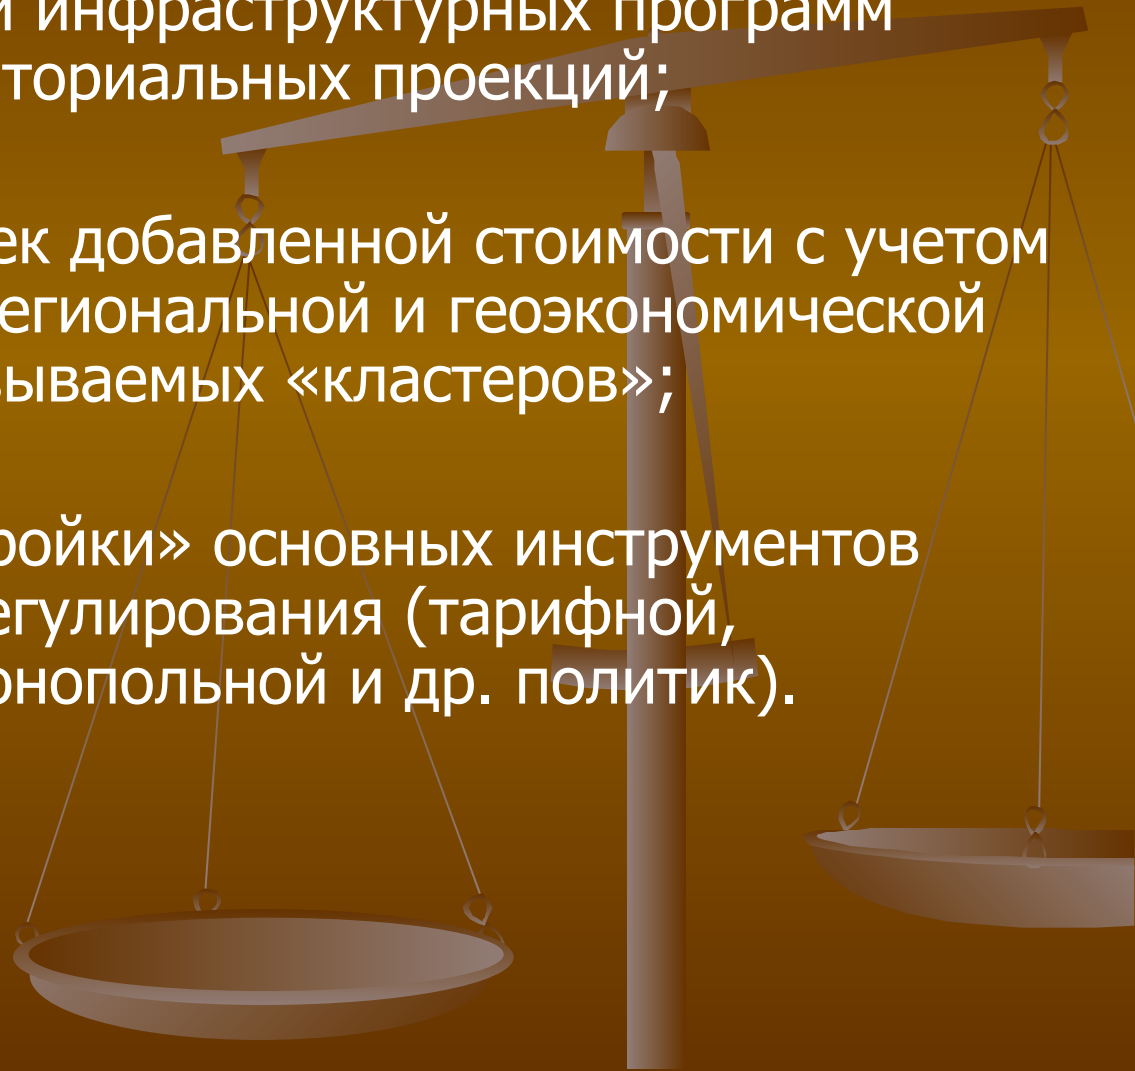 и инфраструктурных программ
ториальных проекций;
ек добавленной стоимости с учетом
егиональной и геоэкономической
зываемых «кластеров»;
ройки» основных инструментов
егулирования (тарифной,
онопольной и др. политик).